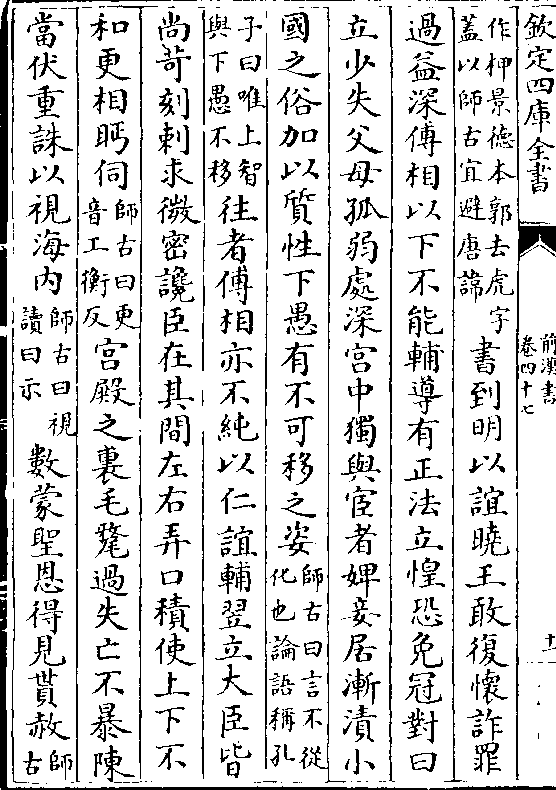 欽定四庫全書
前漢書
卷四十七
十一
作柙景德本郭去虎字
蓋以師古宜避唐諱
書到明以誼曉王敢復懷詐罪
過益深傅相以下不能輔導有正法立惶恐免冠對曰
立少失父母孤弱處深宮中獨與宦者婢妾居漸漬小
國之俗加以質性下愚有不可移之姿
師古曰言不從
化也論語稱孔
子曰唯上智
與下愚不移
往者傅相亦不純以仁誼輔翌立大臣皆
尚苛刻刺求微密讒臣在其間左右弄口積使上下不
和更相眄伺
師古曰更
音工衡反
宮殿之裏毛氂過失亡不暴陳
當伏重誅以視海內
師古曰視
讀曰示
數蒙聖恩得見貰赦
師
古